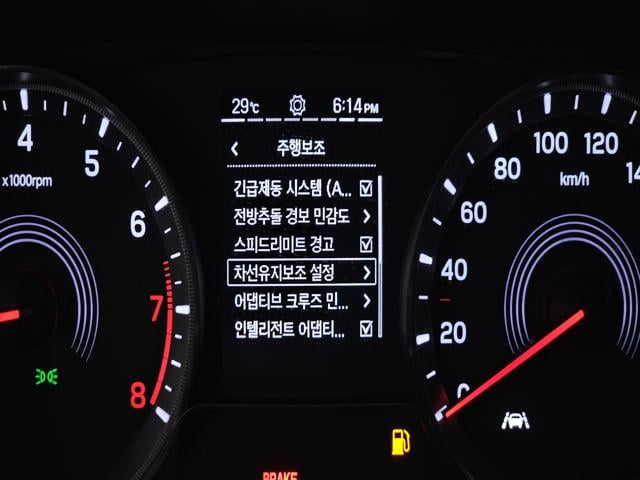 29℃
6:14PM
주행보조
긴급제동 시스템 (A...
전방추돌 경보 민감도
스피드리미트 경고
차선유지보조 설정
어댑티브 크루즈 민...
인텔리전트 어댑티...
4
5
6
7
8
x1000rpm
0
20
40
60
80
100
120
14
km/h
BRAKE